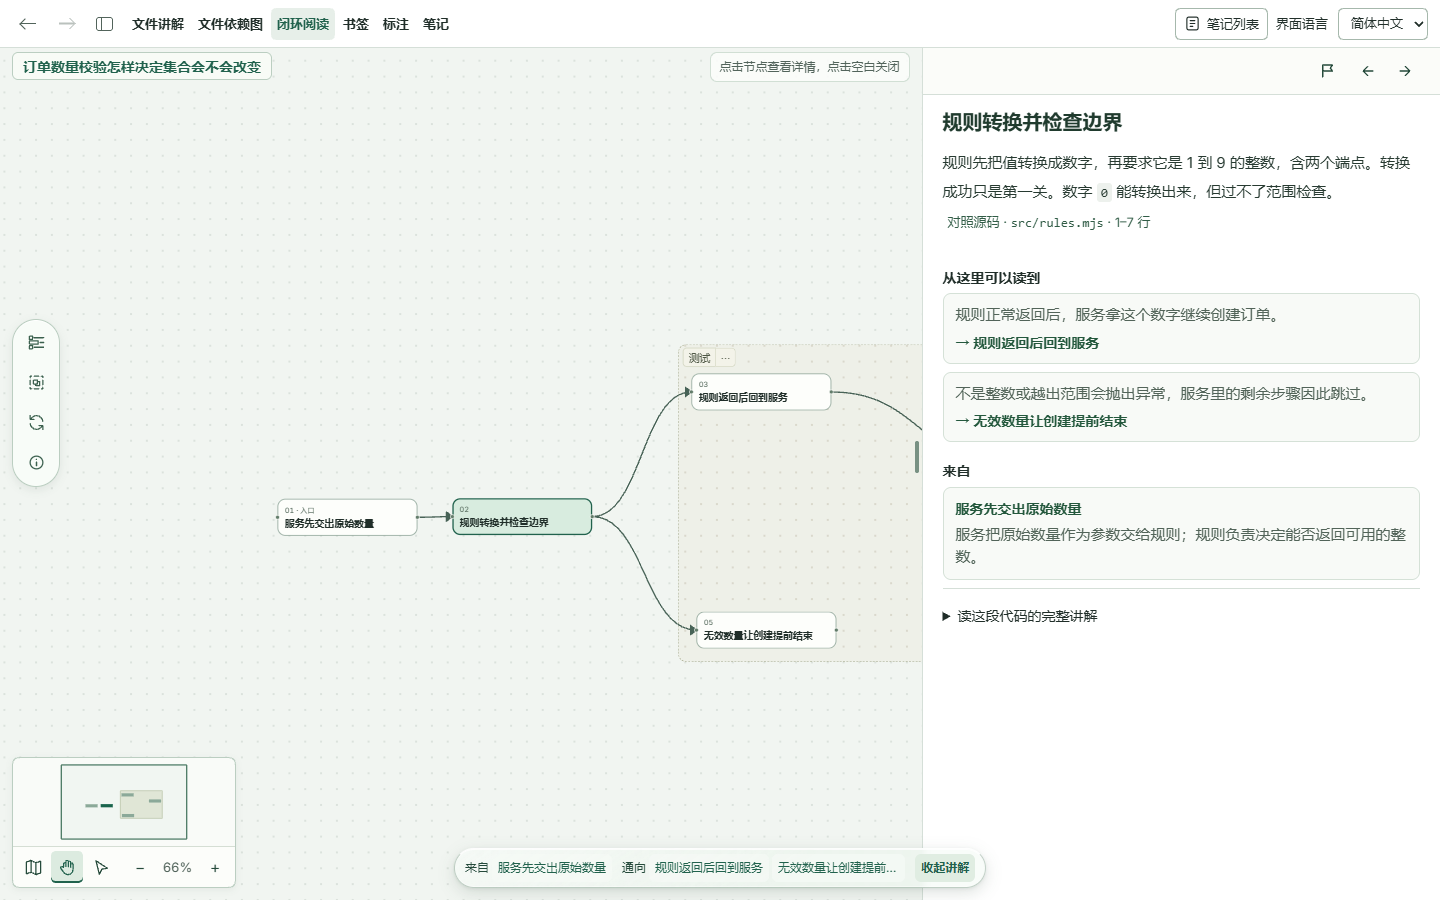 文件讲解 文件依赖图 闭环阅读 书签 标注 笔记 笔记列表 界面语言 简体中文
订单数量校验怎样决定集合会不会改变
点击节点查看详情，点击空白关闭
规则转换并检查边界
规则先把值转换成数字，再要求它是 1 到 9 的整数，含两个端点。转换
成功只是第一关。数字 0 能转换出来，但过不了范围检查。
对照源码 · src/rules.mjs · 1–7 行
从这里可以读到
规则正常返回后，服务拿这个数字继续创建订单。
→ 规则返回后回到服务
不是整数或越出范围会抛出异常，服务里的剩余步骤因此跳过。
→ 无效数量让创建提前结束
来自
服务先交出原始数量
服务把原始数量作为参数交给规则；规则负责决定能否返回可用的整
数。
▶ 读这段代码的完整讲解
测试 ···
03
规则返回后回到服务
01 · 入口
服务先交出原始数量
02
规则转换并检查边界
05
无效数量让创建提前结束
− 66% +
来自 服务先交出原始数量 通向 规则返回后回到服务 无效数量让创建提前... 收起讲解